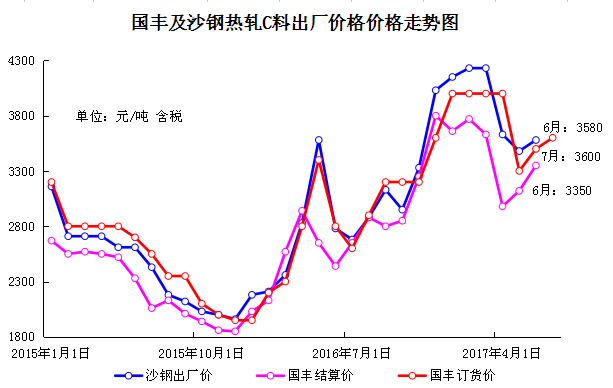 国丰及沙钢热轧C料出厂价格价格走势图
4300
3800
3300
2800
2300
1800
单位：元/吨 含税
6月：3580
7月：3600
6月：3350
2015年1月1日
2015年10月1日
2016年7月1日
2017年4月1日
沙钢出厂价
国丰结算价
国丰订货价